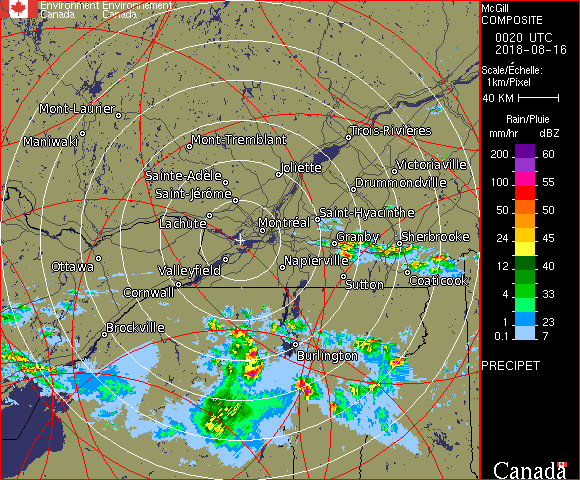 Environment Environnement
Canada Canada
McGill
COMPOSITE
0020 UTC
2018-08-16
Scale/Échelle:
1km/Pixel
40 KM
Rain/Pluie
mm/hr dBZ
200 60
100 55
50 50
24 45
12 40
4 33
1 23
0.1 7
PRECIPET
Canada
Mont-Laurier
Maniwaki
Mont-Tremblant
Trois-Rivières
Sainte-Adèle
Joliette
Victoriaville
Saint-Jérôme
Drummondville
Lachute
Saint-Hyacinthe
Montréal
Granby
Sherbrooke
Ottawa
Valleyfield
Napierville
Coaticook
Cornwall
Sutton
Brockville
Burlington